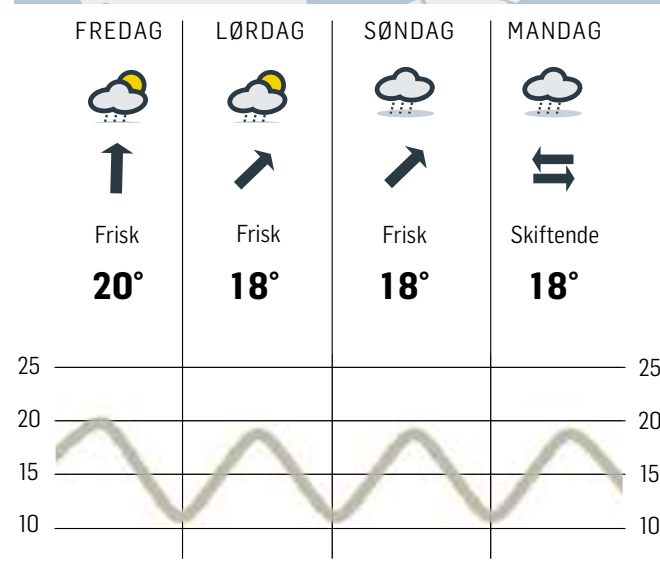 FREDAG LØRDAG SØNDAG MANDAG
Frisk Frisk Frisk Skiftende
20° 18° 18° 18°
25 25
20 20
15 15
10 10